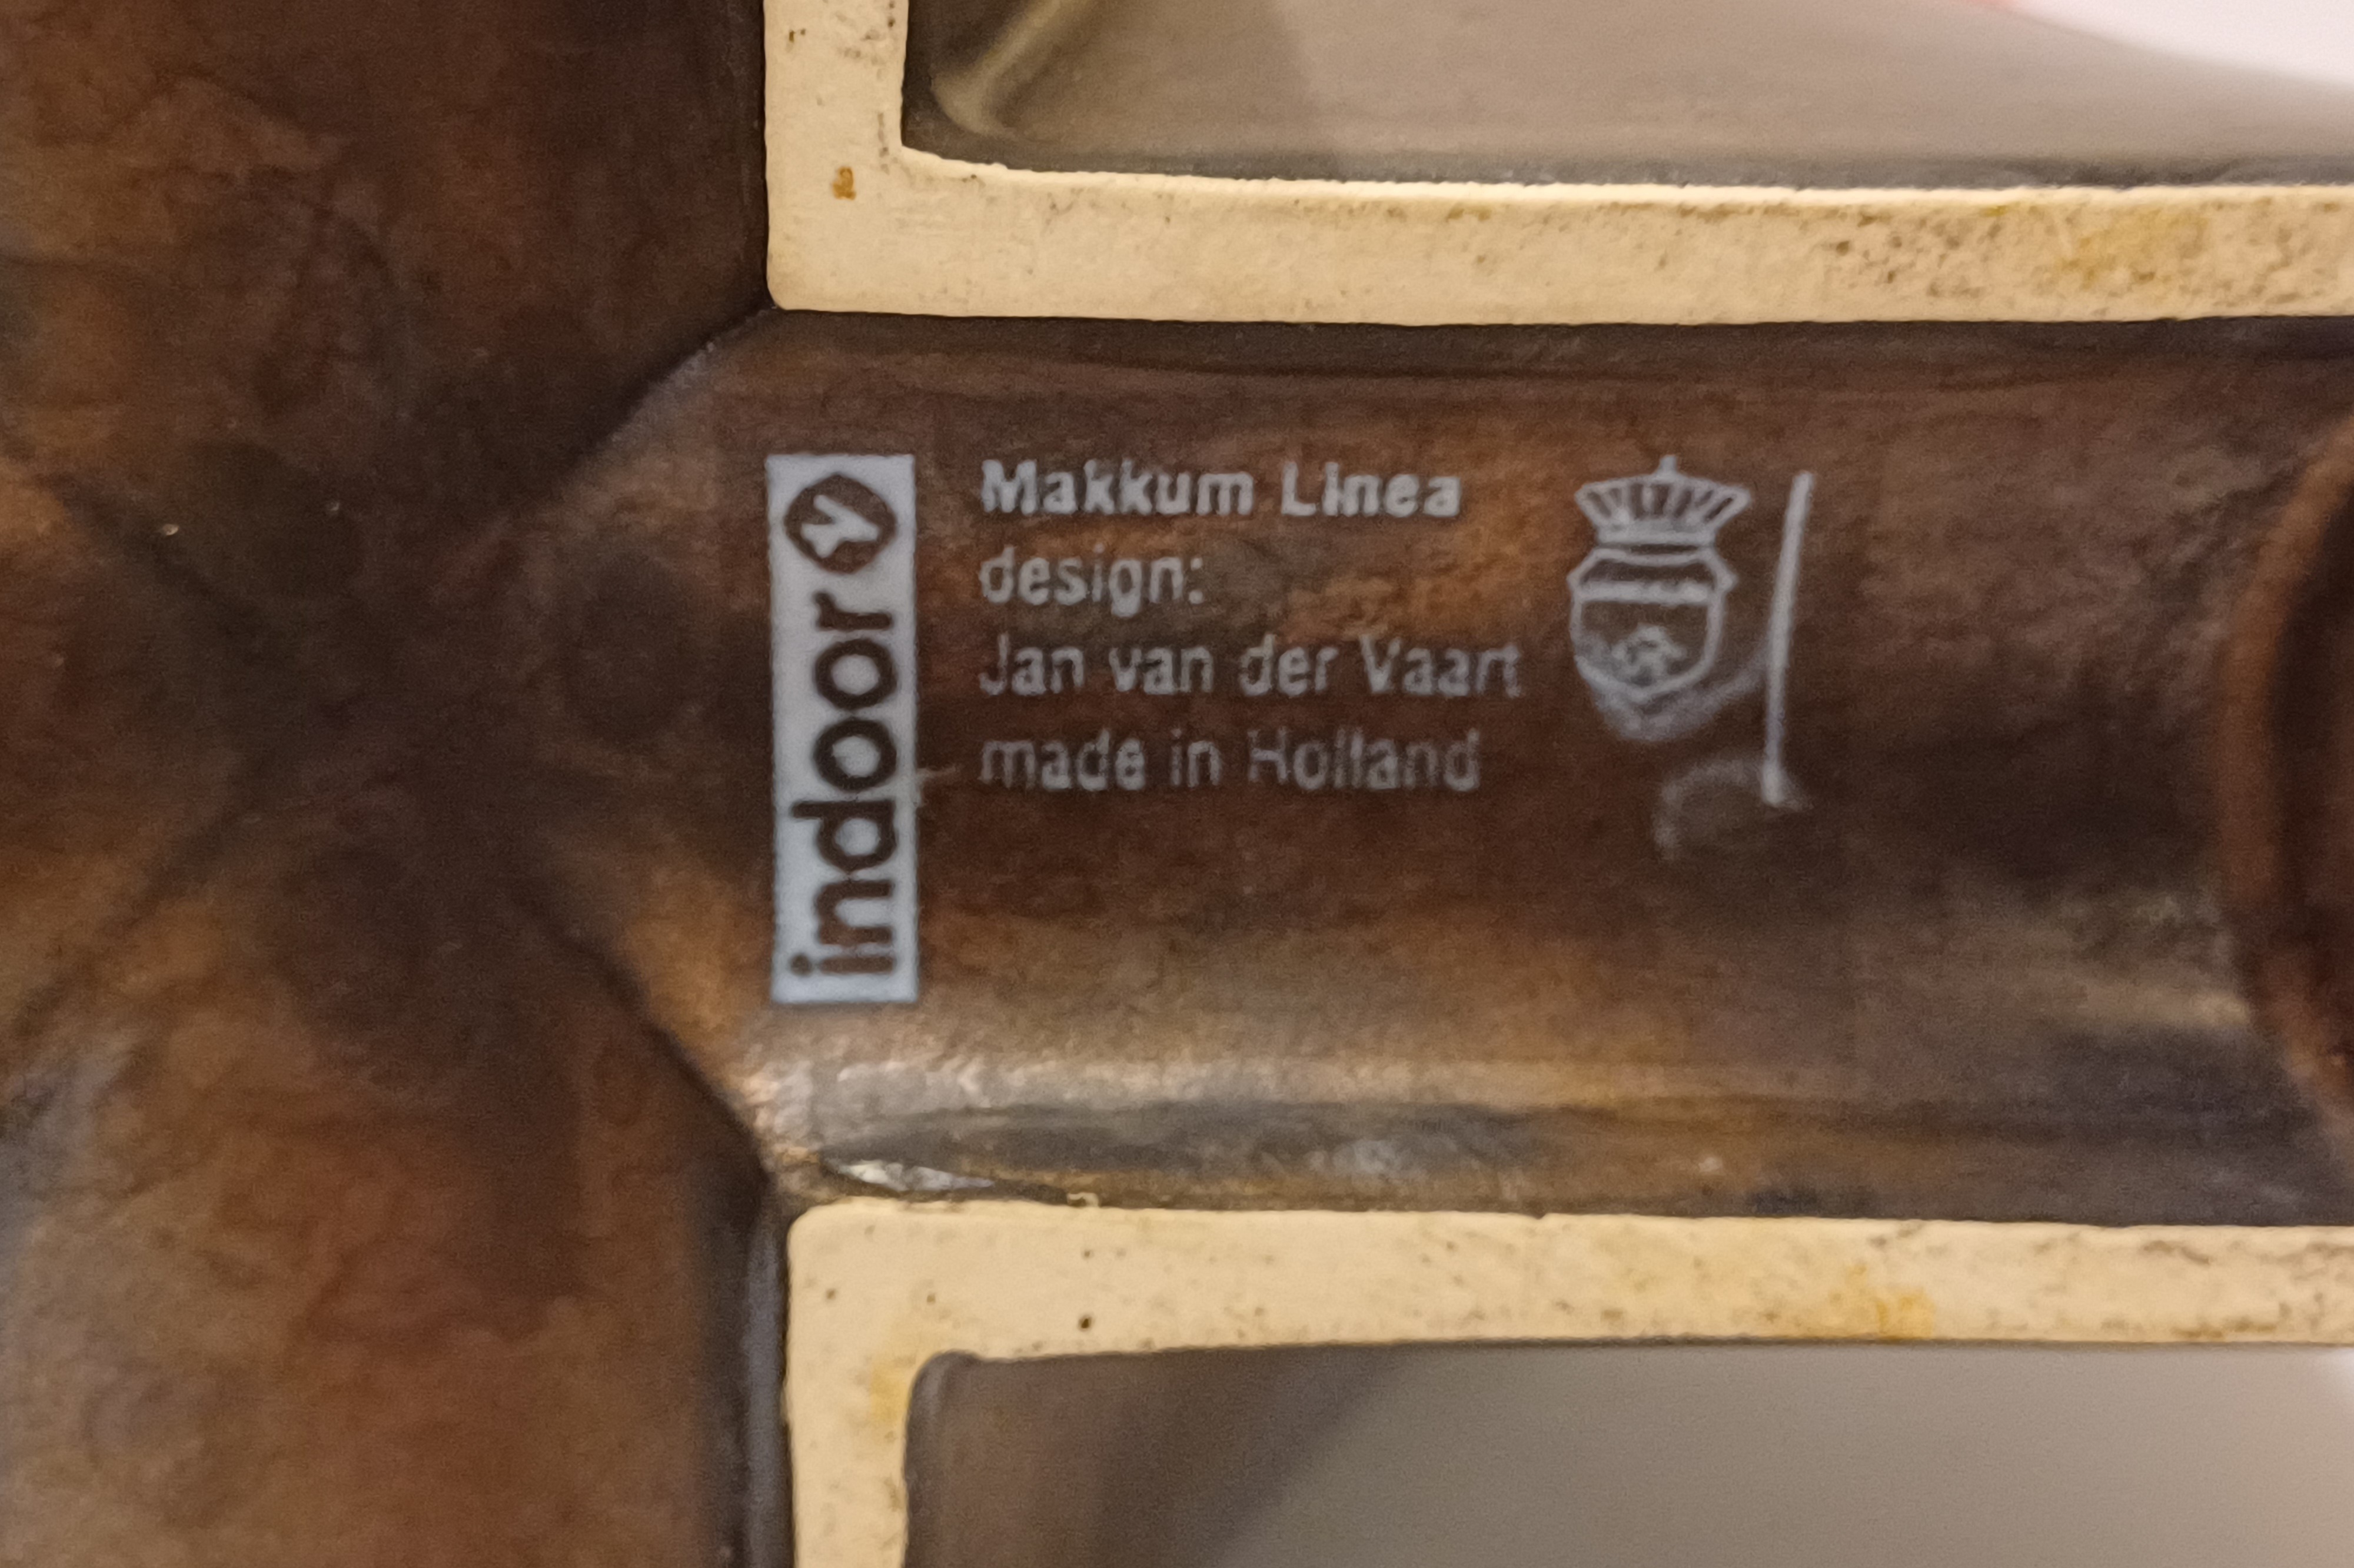 indoor
Makkum Linea
design:
Jan van der Vaart
made in Holland